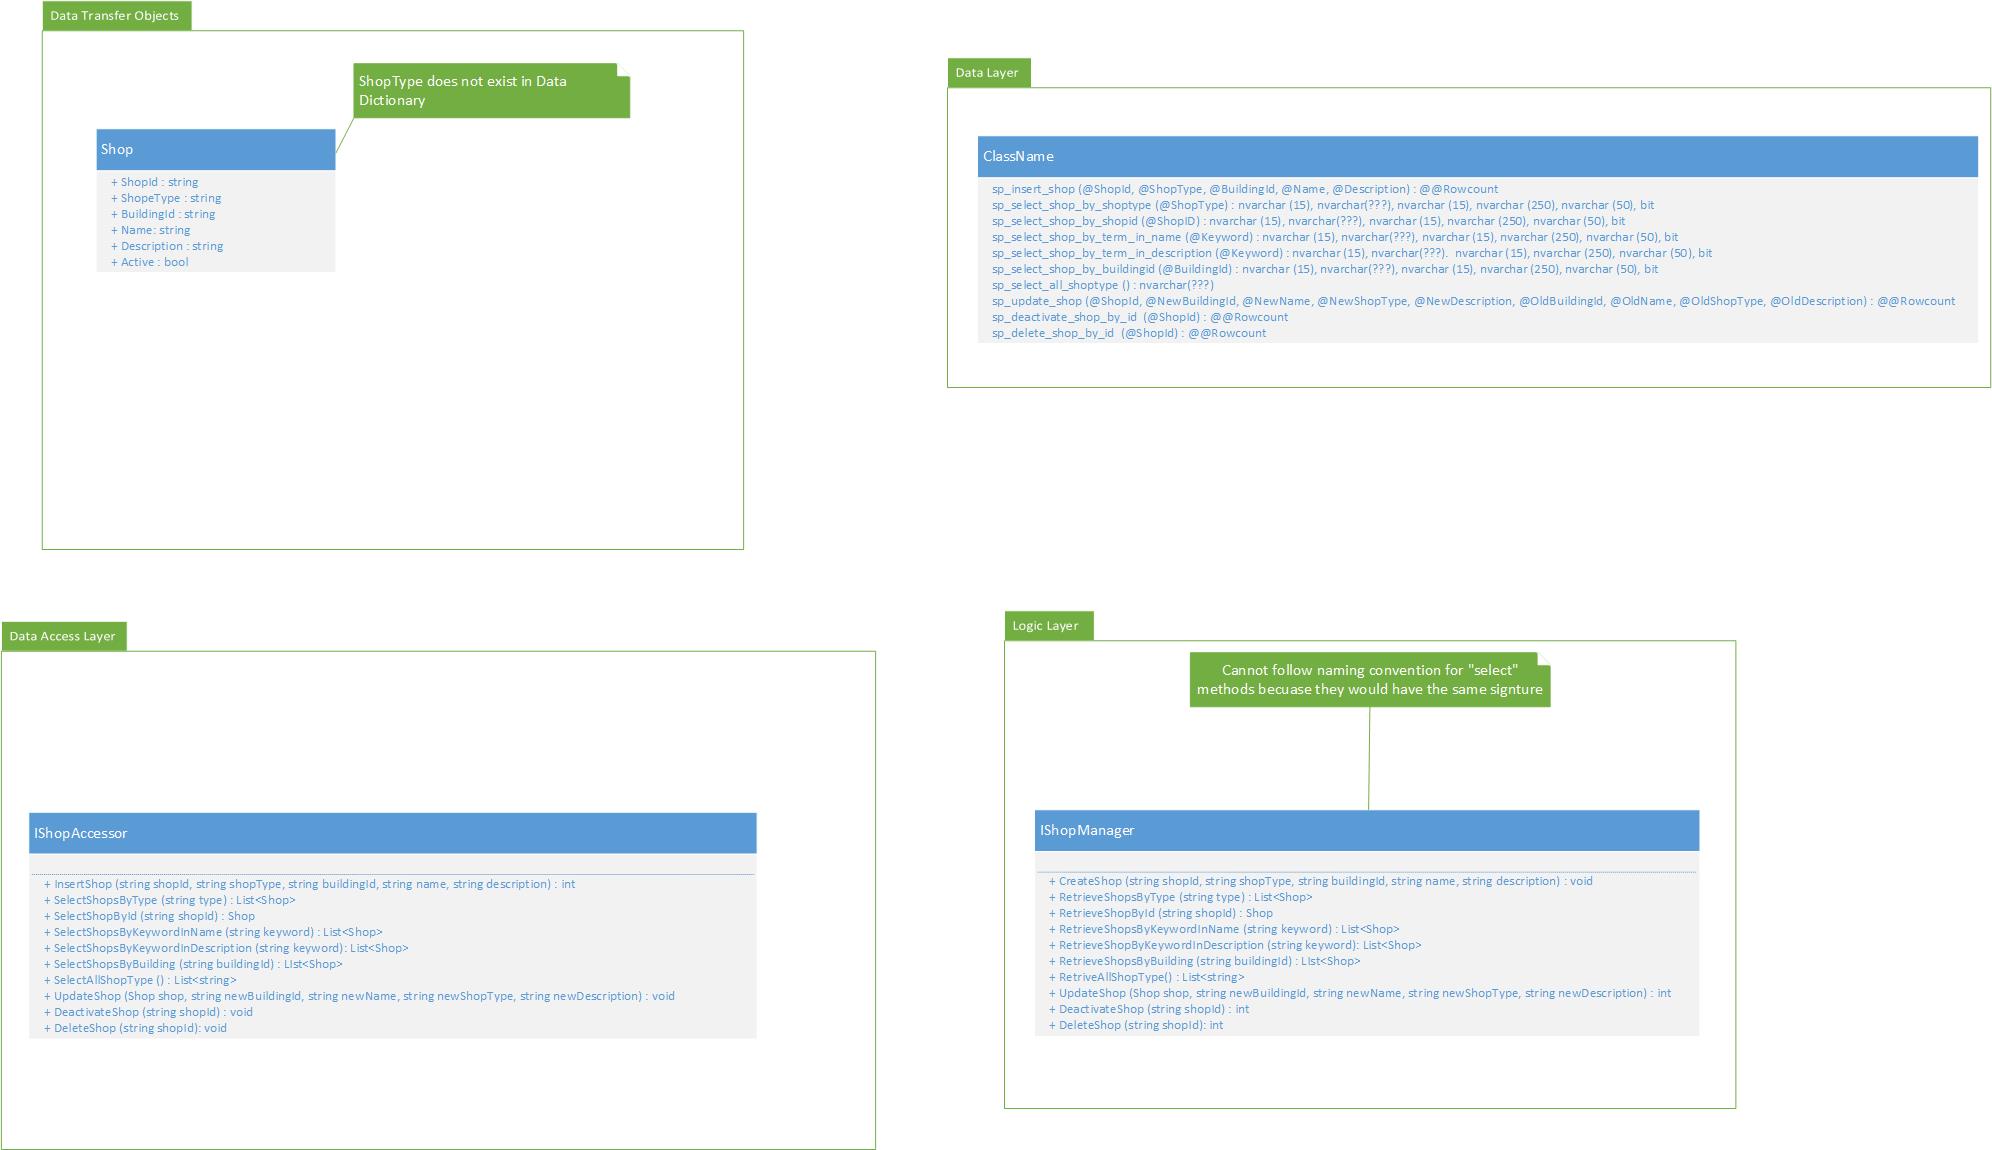 Data Transfer Objects
ShopType does not exist in Data
Dictionary
Shop
+ ShopId : string
+ ShopeType : string
+ BuildingId : string
+ Name: string
+ Description : string
+ Active : bool
Data Layer
ClassName
sp_insert_shop (@ShopId, @ShopType, @BuildingId, @Name, @Description) : @@Rowcount
sp_select_shop_by_shoptype (@ShopType) : nvarchar (15), nvarchar(???), nvarchar (15), nvarchar (250), nvarchar (50), bit
sp_select_shop_by_shopid (@ShopID) : nvarchar (15), nvarchar(???), nvarchar (15), nvarchar (250), nvarchar (50), bit
sp_select_shop_by_term_in_name (@Keyword) : nvarchar (15), nvarchar(???), nvarchar (15), nvarchar (250), nvarchar (50), bit
sp_select_shop_by_term_in_description (@Keyword) : nvarchar (15), nvarchar(???).  nvarchar (15), nvarchar (250), nvarchar (50), bit
sp_select_shop_by_buildingid (@BuildingId) : nvarchar (15), nvarchar(???), nvarchar (15), nvarchar (250), nvarchar (50), bit
sp_select_all_shoptype () : nvarchar(???)
sp_update_shop (@ShopId, @NewBuildingId, @NewName, @NewShopType, @NewDescription, @OldBuildingId, @OldName, @OldShopType, @OldDescription) : @@Rowcount
sp_deactivate_shop_by_id  (@ShopId) : @@Rowcount
sp_delete_shop_by_id  (@ShopId) : @@Rowcount
Data Access Layer
IShopAccessor
+ InsertShop (string shopId, string shopType, string buildingId, string name, string description) : int
+ SelectShopsByType (string type) : List<Shop>
+ SelectShopById (string shopId) : Shop
+ SelectShopsByKeywordInName (string keyword) : List<Shop>
+ SelectShopsByKeywordInDescription (string keyword): List<Shop>
+ SelectShopsByBuilding (string buildingId) : LIst<Shop>
+ SelectAllShopType () : List<string>
+ UpdateShop (Shop shop, string newBuildingId, string newName, string newShopType, string newDescription) : void
+ DeactivateShop (string shopId) : void
+ DeleteShop (string shopId): void
Logic Layer
Cannot follow naming convention for "select"
methods becuase they would have the same signture
IShopManager
+ CreateShop (string shopId, string shopType, string buildingId, string name, string description) : void
+ RetrieveShopsByType (string type) : List<Shop>
+ RetrieveShopById (string shopId) : Shop
+ RetrieveShopsByKeywordInName (string keyword) : List<Shop>
+ RetrieveShopByKeywordInDescription (string keyword): List<Shop>
+ RetrieveShopsByBuilding (string buildingId) : LIst<Shop>
+ RetriveAllShopType() : List<string>
+ UpdateShop (Shop shop, string newBuildingId, string newName, string newShopType, string newDescription) : int
+ DeactivateShop (string shopId) : int
+ DeleteShop (string shopId): int